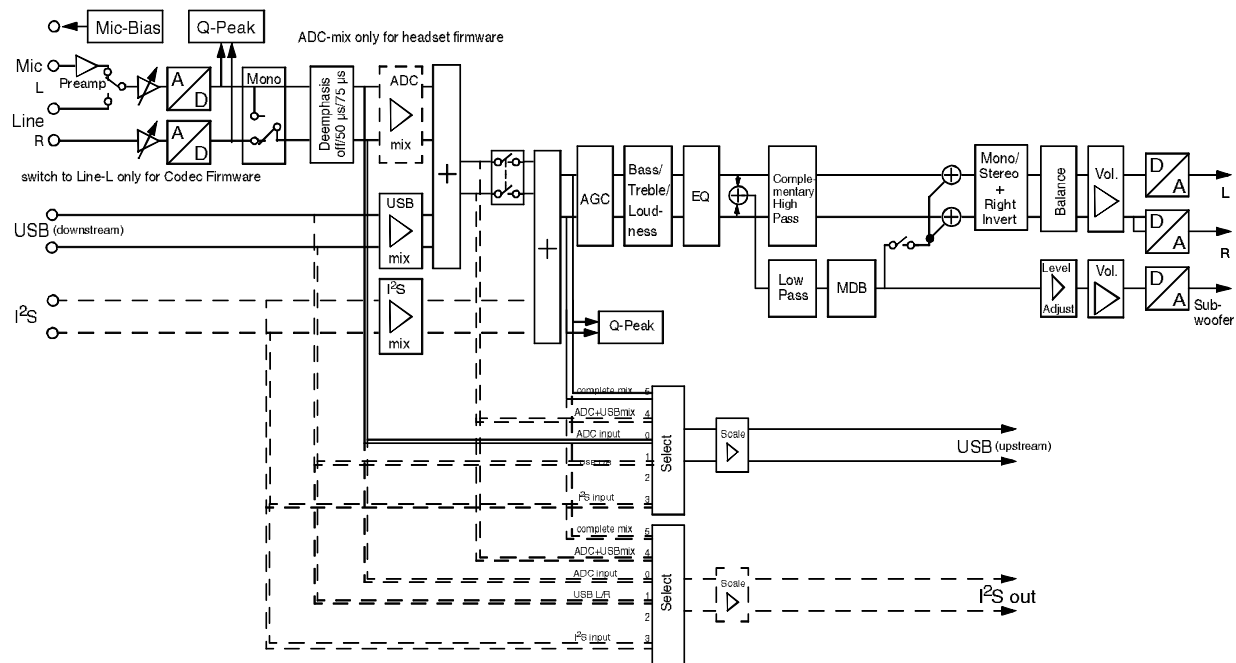 Mic-Bias
Q-Peak
ADC-mix only for headset firmware
Mic
Preamp
L
Line
R
A
D
A
D
Mono
Deemphasis
off/50 µs/75 µs
ADC
mix
+
switch to Line-L only for Codec Firmware
USB (downstream)
USB
mix
I²S
I²S
mix
+
Q-Peak
AGC
Bass/
Treble/
Loud-
ness
EQ
Comple-
mentary
High
Pass
Low
Pass
MDB
Mono/
Stereo
+
Right
Invert
Balance
Vol.
D
A
L
D
A
R
Level
Adjust
Vol.
D
A
Sub-
woofer
complete mix 5
ADC+USBmix 4
ADC input 0
1
2
I²S input 3
Select
Scale
USB (upstream)
complete mix 5
ADC+USBmix 4
ADC input 0
USB L/R 1
2
I²S input 3
Select
Scale
I²S out